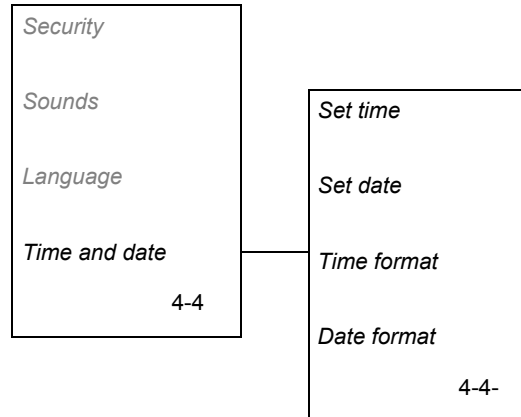 Security
Sounds
Language
Time and date
4-4
Set time
Set date
Time format
Date format
4-4-